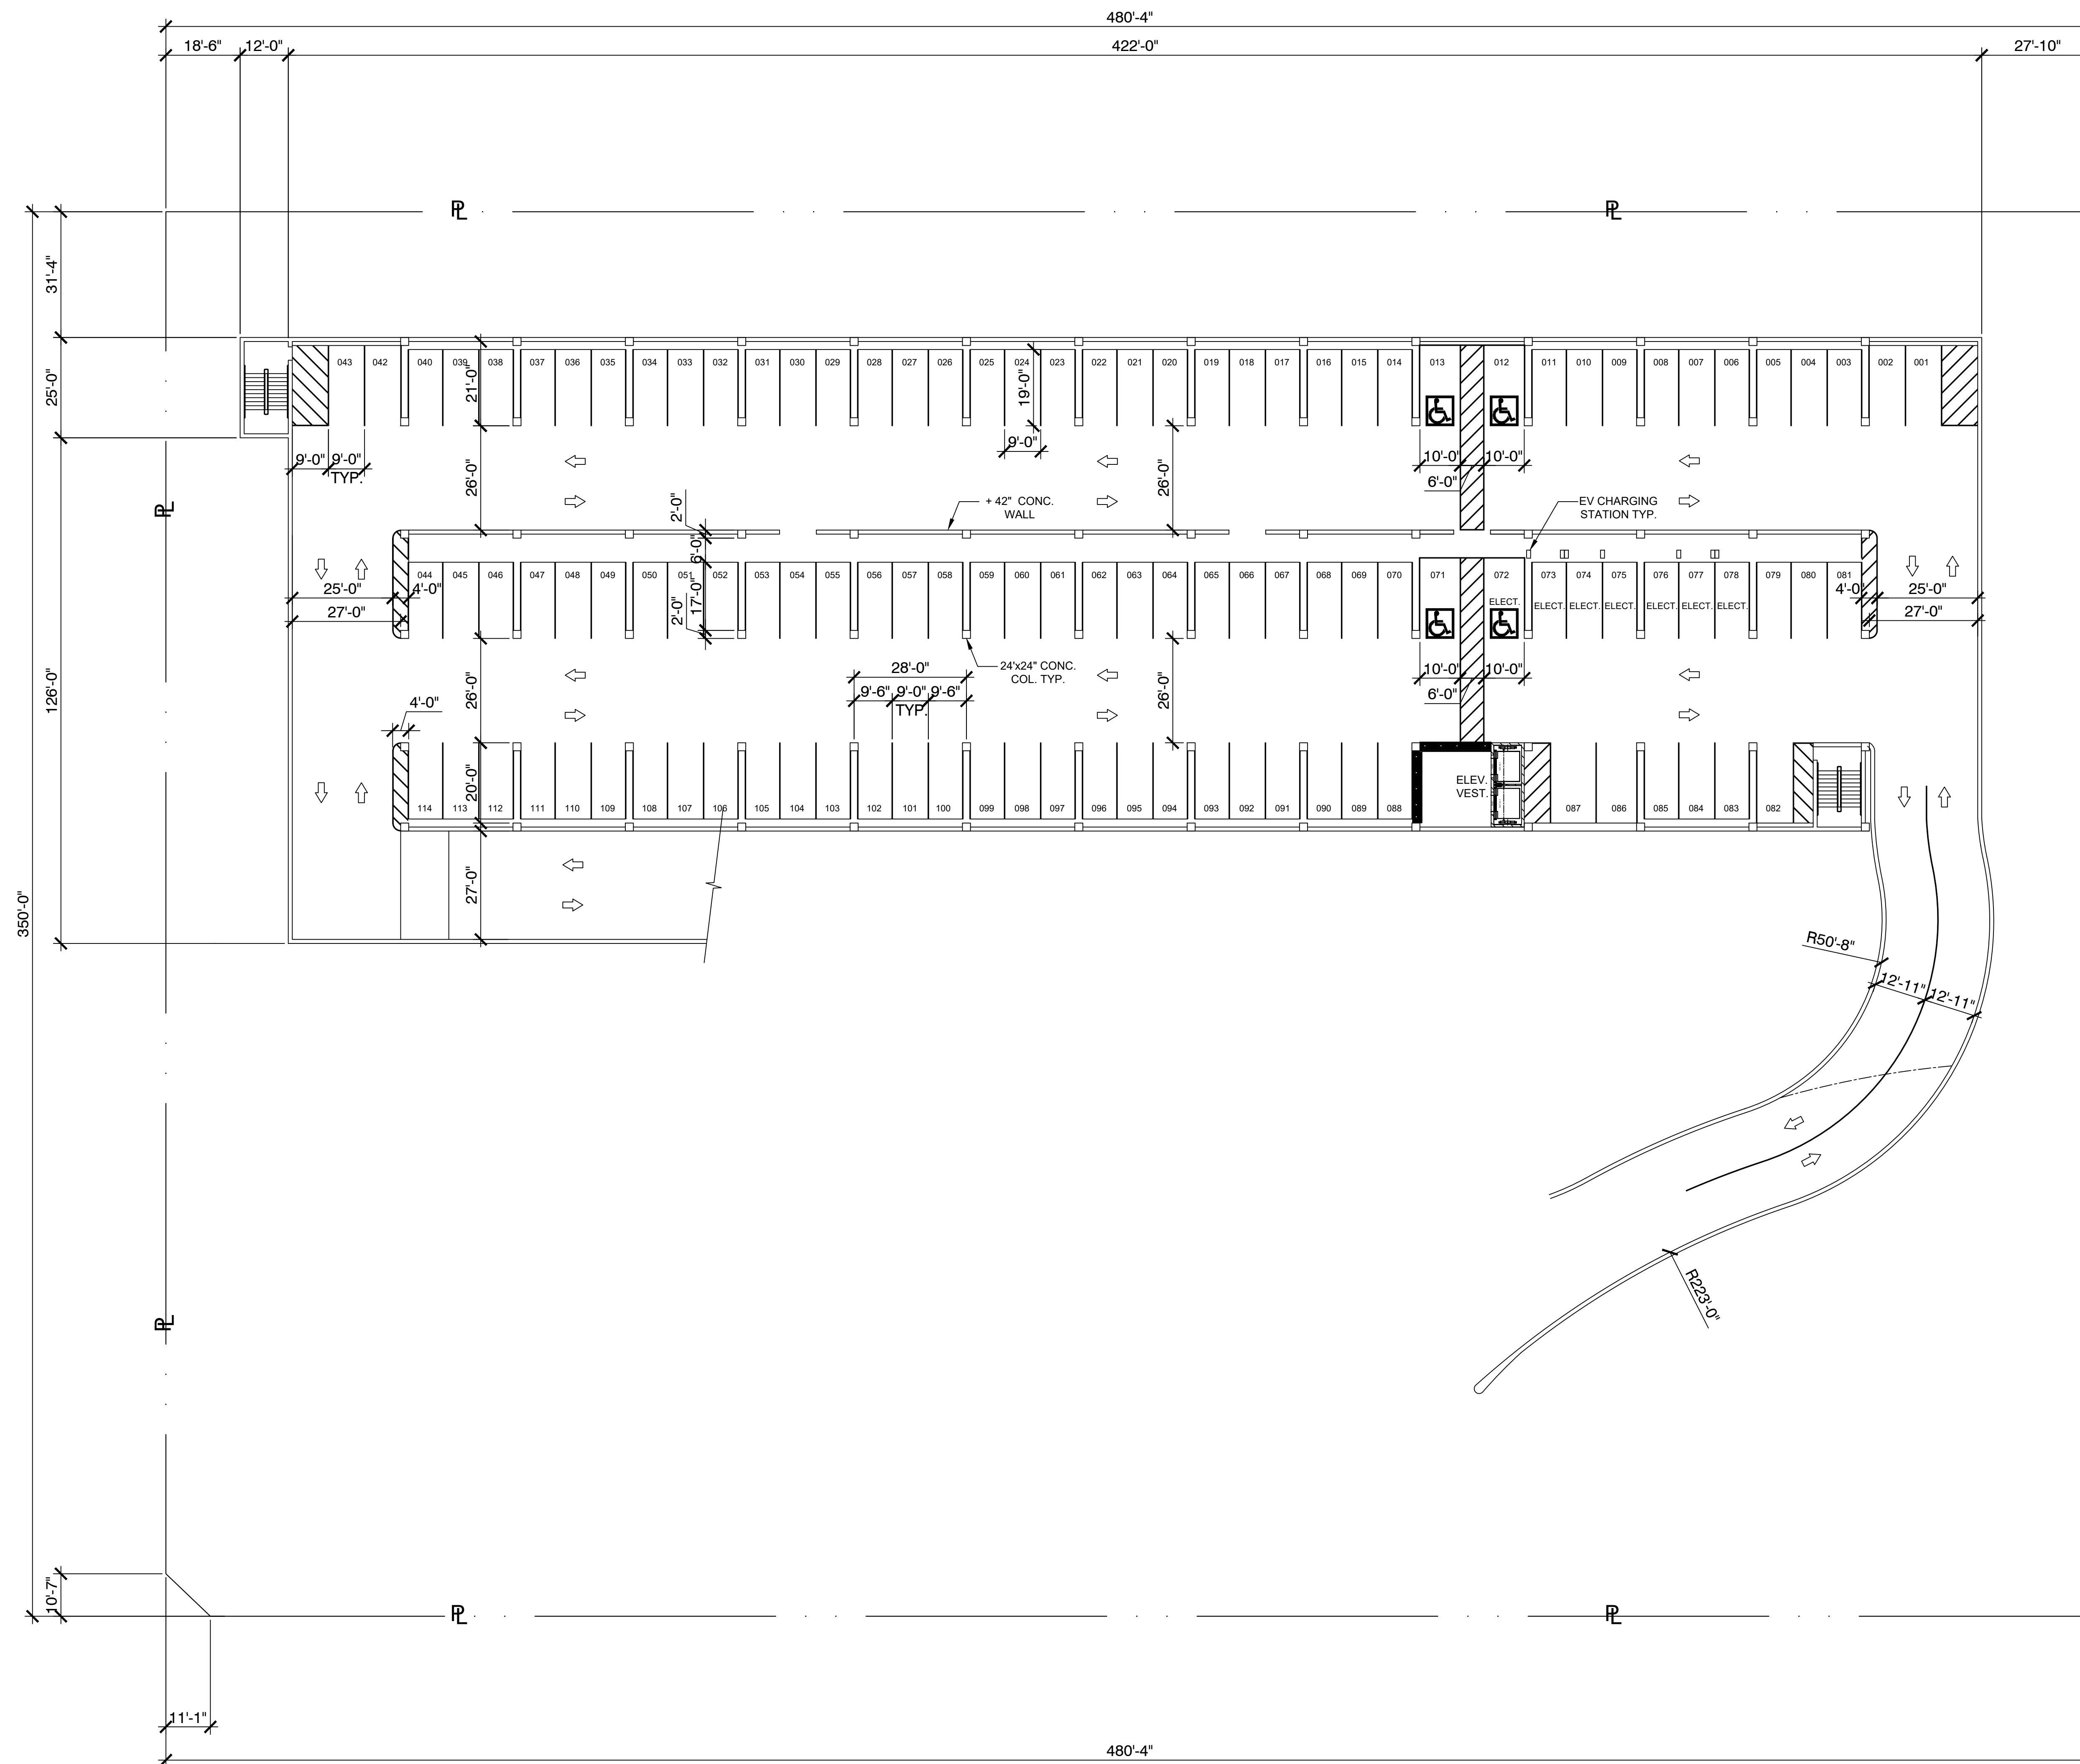 480'-4"
18'-6" 12'-0" 422'-0" 27'-10"
PL PL
31'-4"
25'-0"
126'-0"
350'-0"
10'-7"
043 042 040 039 038 037 036 035 034 033 032 031 030 029 028 027 026 025 024 023 022 021 020 019 018 017 016 015 014 013 012 011 010 009 008 007 006 005 004 003 002 001
21'-0" 19'-0"
9'-0" 9'-0" 9'-0" 10'-0" 10'-0"
TYP. 6'-0"
26'-0" 26'-0"
PL
2'-0"
+ 42" CONC.
WALL
EV CHARGING
STATION TYP.
6'-0"
044 045 046 047 048 049 050 051 052 053 054 055 056 057 058 059 060 061 062 063 064 065 066 067 068 069 070 071 072 073 074 075 076 077 078 079 080 081
ELECT. ELECT. ELECT. ELECT. ELECT. ELECT. ELECT.
25'-0" 4'-0" 17'-0" 4'-0" 25'-0"
27'-0" 2'-0" 27'-0"
24'x24" CONC.
COL. TYP.
28'-0" 10'-0" 10'-0"
9'-6" 9'-0" 9'-6" 6'-0"
TYP.
26'-0" 26'-0"
4'-0"
20'-0"
ELEV.
VEST.
114 113 112 111 110 109 108 107 106 105 104 103 102 101 100 099 098 097 096 095 094 093 092 091 090 089 088 087 086 085 084 083 082
27'-0"
R50'-8"
12'-11" 12'-11"
R223'-0"
PL
PL PL
11'-1"
480'-4"